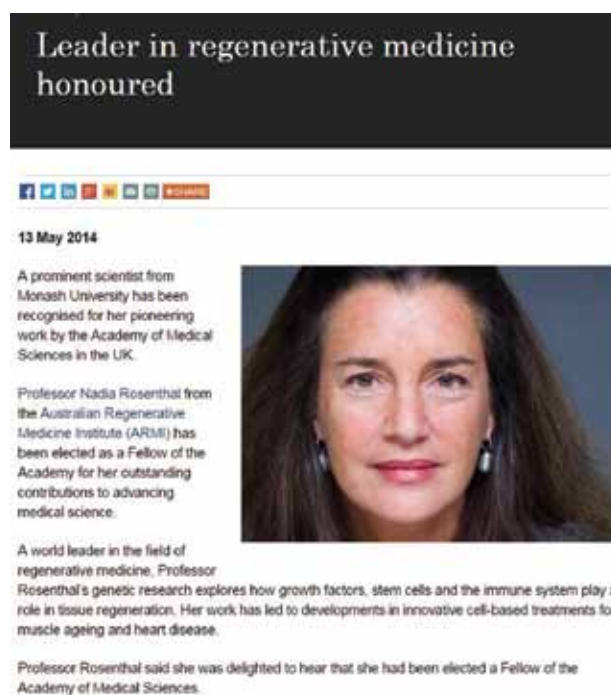 Leader in regenerative medicine
honoured
SHARE
13 May 2014
A prominent scientist from
Monash University has been
recognised for her pioneering
work by the Academy of Medical
Sciences in the UK.
Professor Nadia Rosenthal from
the Australian Regenerative
Medicine Institute (ARMI) has
been elected as a Fellow of the
Academy for her outstanding
contributions to advancing
medical science.
A world leader in the field of
regenerative medicine, Professor
Rosenthal's genetic research explores how growth factors, stem cells and the immune system play a
role in tissue regeneration. Her work has led to developments in innovative cell-based treatments fo
muscle ageing and heart disease.
Professor Rosenthal said she was delighted to hear that she had been elected a Fellow of the
Academy of Medical Sciences.